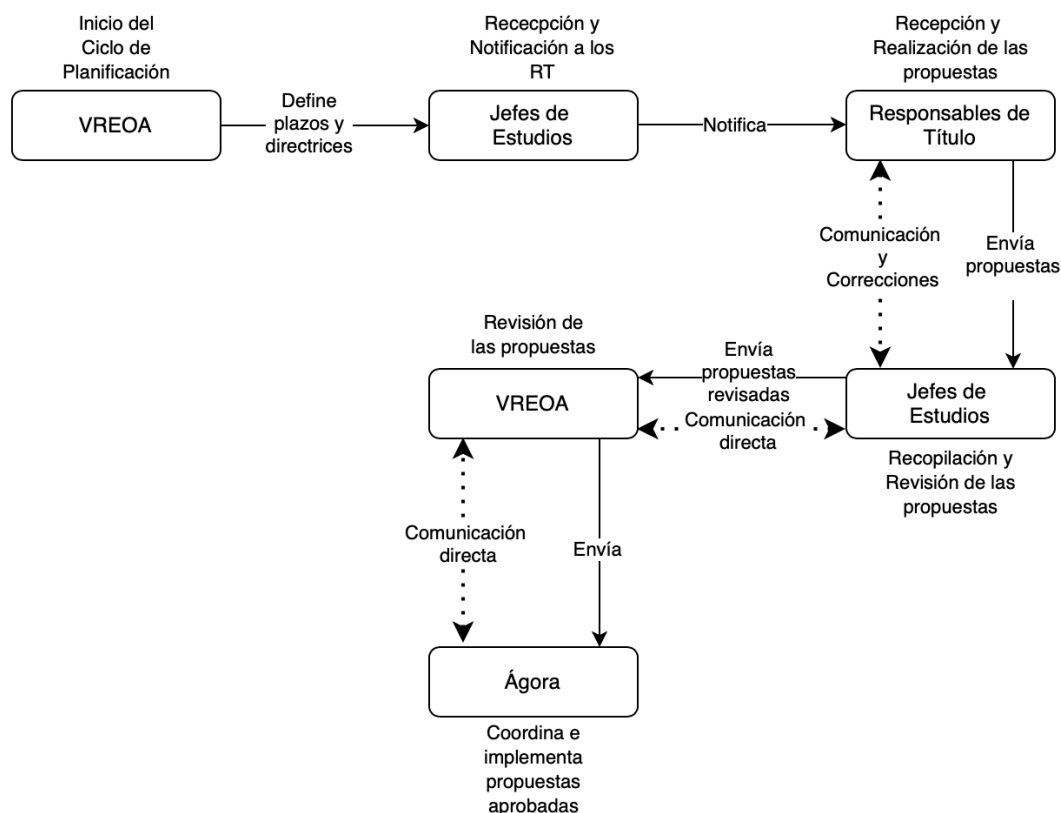 Inicio del
Ciclo de
Planificación
VREOA
Define
plazos y
directrices
Rececpción y
Notificación a los
RT
Jefes de
Estudios
Notifica
Recepción y
Realización de las
propuestas
Responsables de
Título
Comunicación
y
Correcciones
Envía
propuestas
Jefes de
Estudios
Recopilación y
Revisión de las
propuestas
Envía
propuestas
revisadas
Comunicación
directa
Revisión de
las propuestas
VREOA
Comunicación
directa
Envía
Ágora
Coordina e
implementa
propuestas
aprobadas